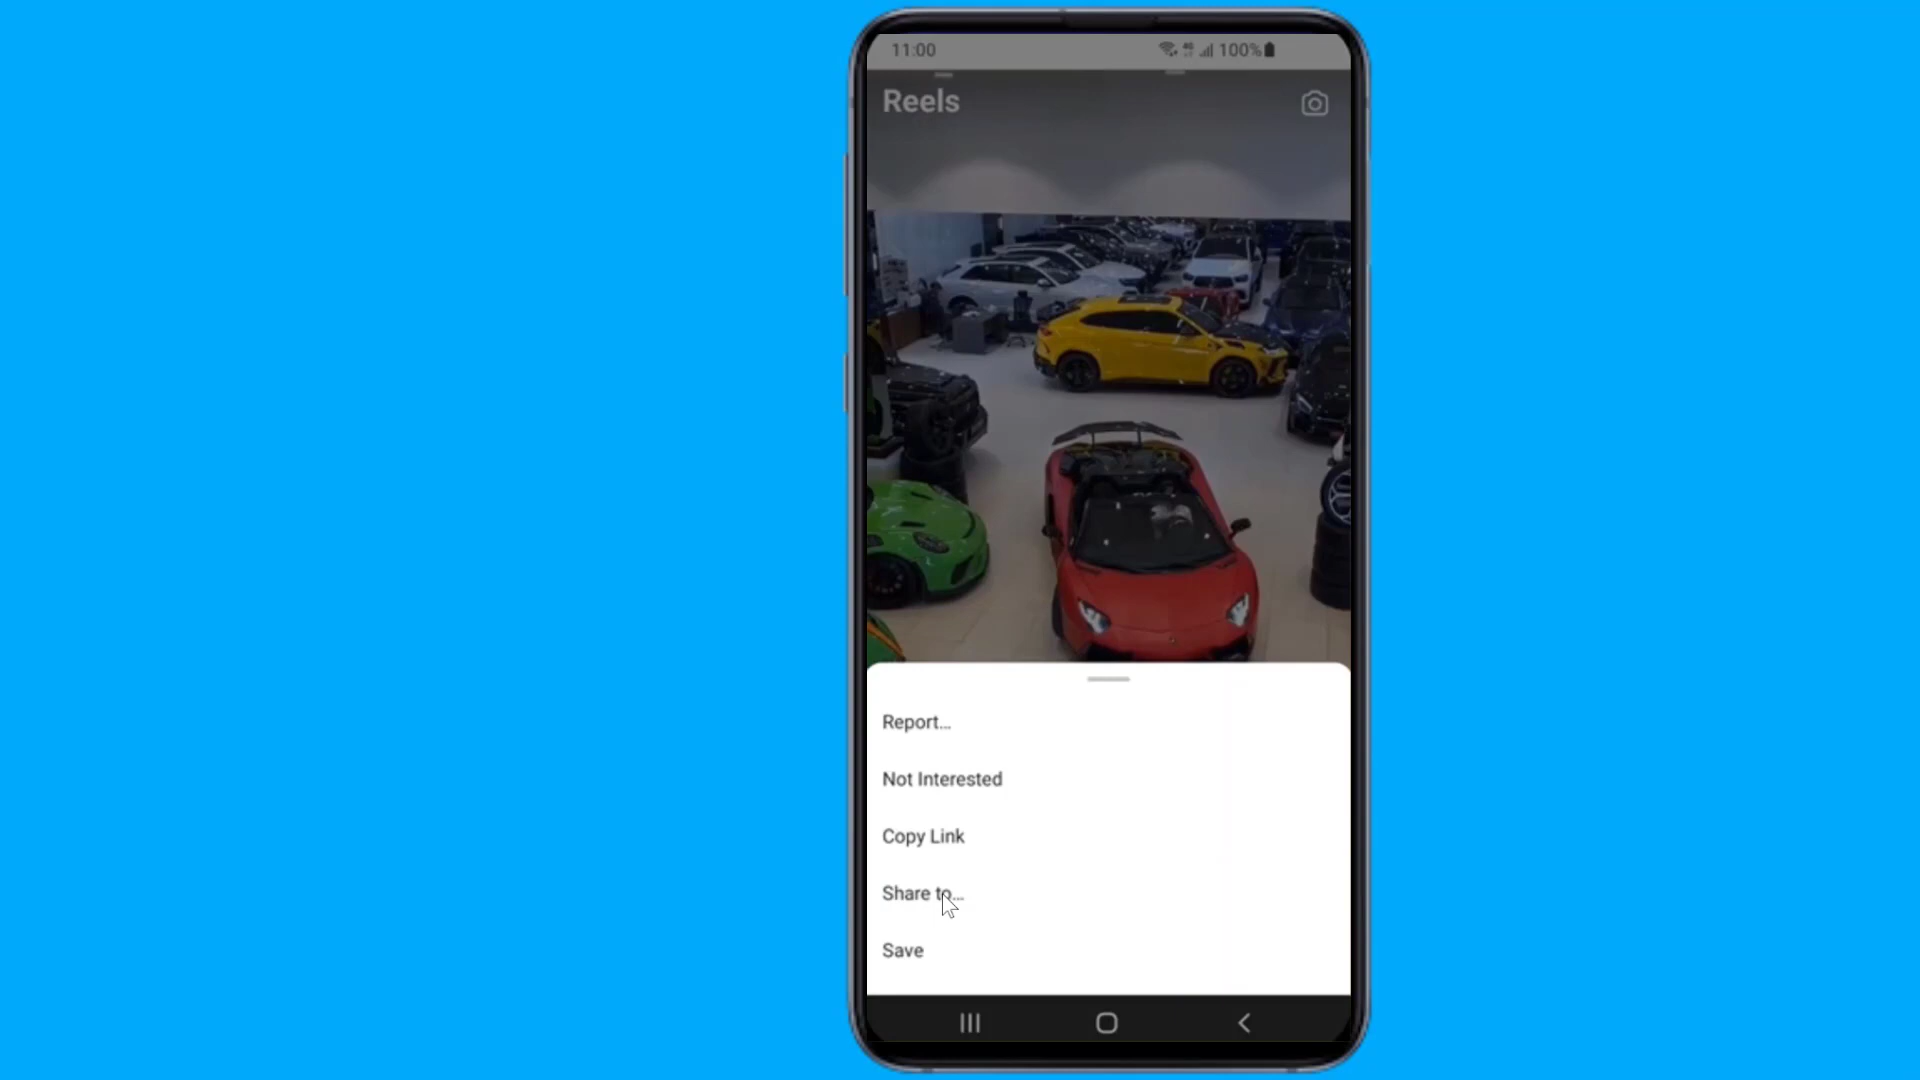 11:00
100%
Reels
Report...
Not Interested
Copy Link
Share to...
Save